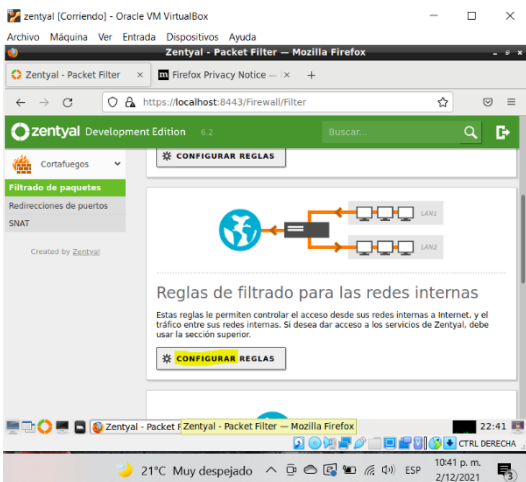 zentyal [Corriendo] - Oracle VM VirtualBox
Archivo Máquina Ver Entrada Dispositivos Ayuda
Zentyal - Packet Filter — Mozilla Firefox
Zentyal - Packet Filter
Firefox Privacy Notice —
https://localhost:8443/Firewall/Filter
zentyal Development Edition 6.2
Buscar...
Cortafuegos
CONFIGURAR REGLAS
Filtrado de paquetes
Redirecciones de puertos
SNAT
Created by Zentyal
LAN1
LAN2
Reglas de filtrado para las redes internas
Estas reglas le permiten controlar el acceso desde sus redes internas a Internet, y el
tráfico entre sus redes internas. Si desea dar acceso a los servicios de Zentyal, debe
usar la sección superior.
CONFIGURAR REGLAS
Zentyal - Packet F
Zentyal - Packet Filter — Mozilla Firefox
22:41
CTRL DERECHA
21°C Muy despejado
ESP
10:41 p. m.
2/12/2021
3